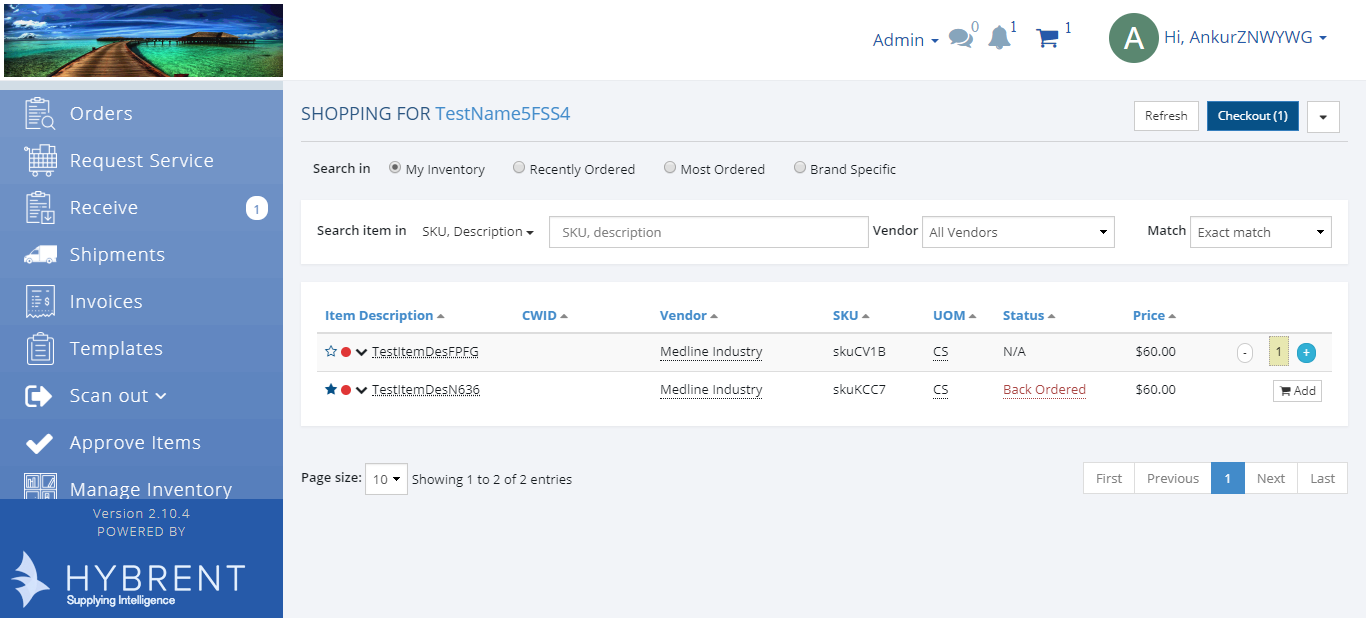 Admin 0 1 1 A Hi, AnkurZNWYWG
Orders
Request Service
Receive 1
Shipments
Invoices
Templates
Scan out
Approve Items
Manage Inventory
Version 2.10.4
POWERED BY
HYBRENT
Supplying Intelligence
SHOPPING FOR TestName5FSS4 Refresh Checkout (1)
Search in My Inventory Recently Ordered Most Ordered Brand Specific
Search item in SKU, Description SKU, description Vendor All Vendors Match Exact match
Item Description CWID Vendor SKU UOM Status Price
TestItemDesFPFG Medline Industry skuCV1B CS N/A $60.00 - 1 +
TestItemDesN636 Medline Industry skuKCC7 CS Back Ordered $60.00 Add
Page size: 10 Showing 1 to 2 of 2 entries First Previous 1 Next Last